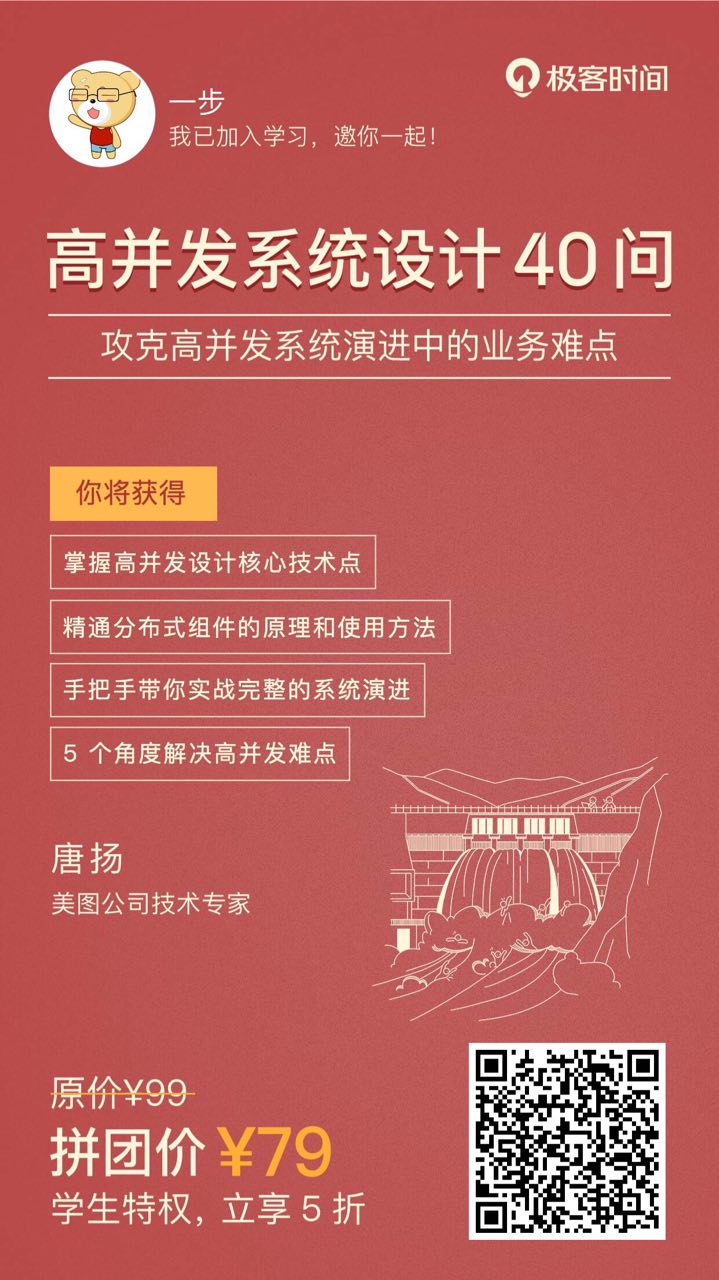 极客时间
一步
我已加入学习，邀你一起！
高并发系统设计 40 问
攻克高并发系统演进中的业务难点
你将获得
掌握高并发设计核心技术点
精通分布式组件的原理和使用方法
手把手带你实战完整的系统演进
5 个角度解决高并发难点
唐扬
美图公司技术专家
原价¥99
拼团价 ¥79
学生特权，立享 5 折